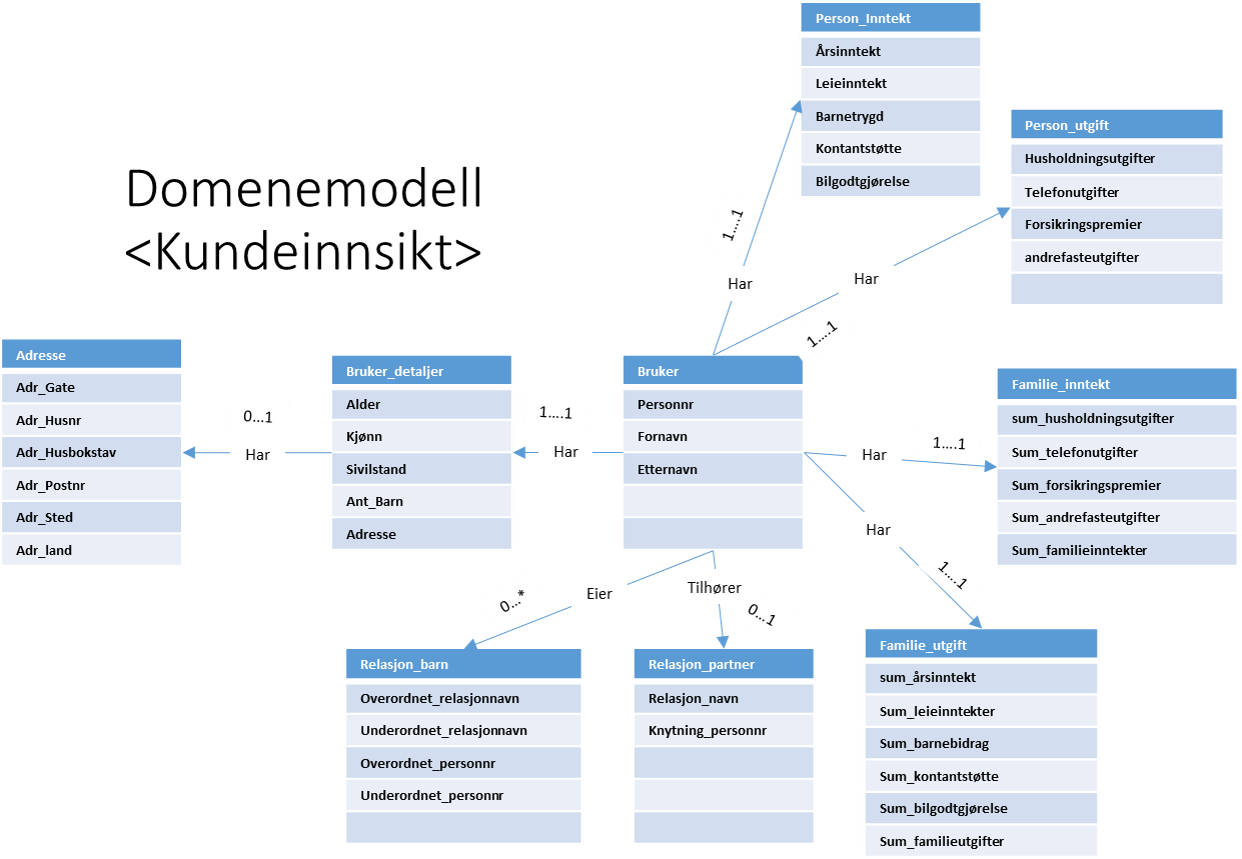 Domenemodell
<Kundeinnsikt>
Person_Inntekt
Årsinntekt
Leieinntekt
Barnetrygd
Kontantstøtte
Bilgodtgjørelse
Person_utgift
Husholdningsutgifter
Telefonutgifter
Forsikringspremier
andrefasteutgifter
1....1
Har
Har
1....1
Adresse
Adr_Gate
Adr_Husnr
Adr_Husbokstav
Adr_Postnr
Adr_Sted
Adr_land
0...1
Har
Bruker_detaljer
Alder
Kjønn
Sivilstand
Ant_Barn
Adresse
1....1
Har
Bruker
Personnr
Fornavn
Etternavn
Har
1....1
Familie_inntekt
sum_husholdningsutgifter
Sum_telefonutgifter
Sum_forsikringspremier
Sum_andrefasteutgifter
Sum_familieinntekter
Har
1....1
Eier
0...*
Tilhører
0...1
Relasjon_barn
Overordnet_relasjonnavn
Underordnet_relasjonnavn
Overordnet_personnr
Underordnet_personnr
Relasjon_partner
Relasjon_navn
Knytning_personnr
Familie_utgift
sum_årsinntekt
Sum_leieinntekter
Sum_barnebidrag
Sum_kontantstøtte
Sum_bilgodtgjørelse
Sum_familieutgifter